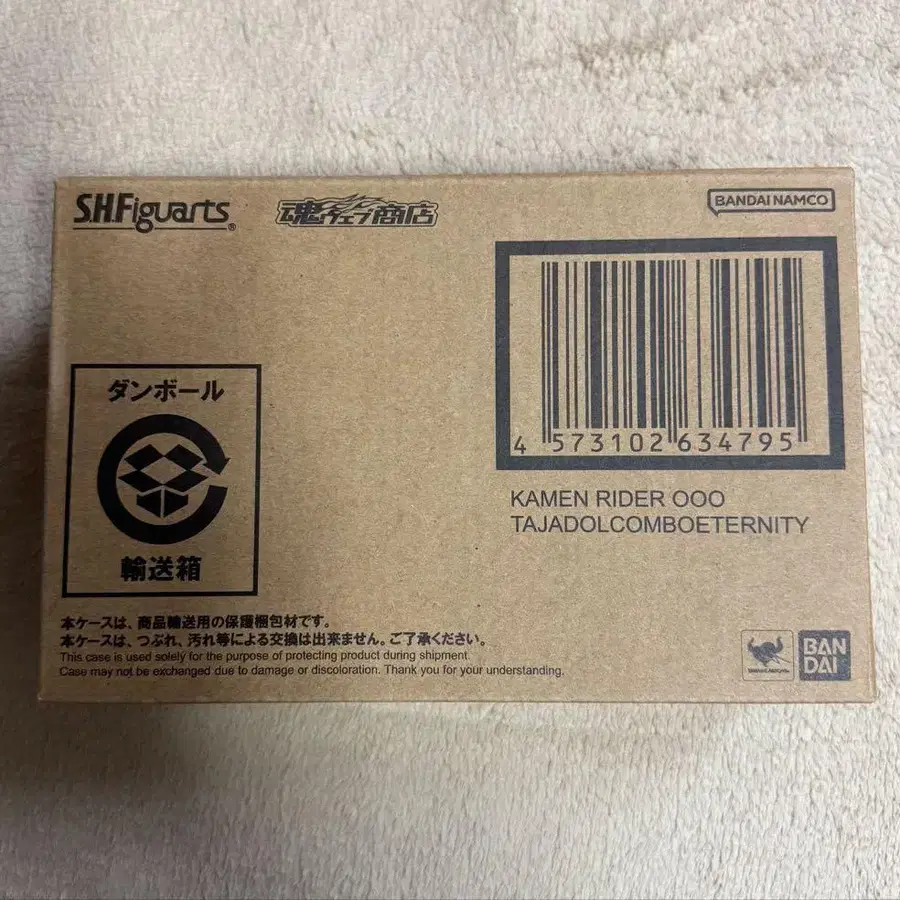 S.H.Figuarts®
魂ウェブ商店
BANDAI NAMCO
4 573102 634795
KAMEN RIDER OOO
TAJADOLCOMBOETERNITY
ダンボール
輸送箱
本ケースは、商品輸送用の保護梱包材です。
本ケースは、つぶれ、汚れ等による交換は出来ません。ご了承ください。
This case is used solely for the purpose of protecting product during shipment.
Case may not be exchanged due to damage or discoloration. Thank you for your understanding.
BAN
DAI